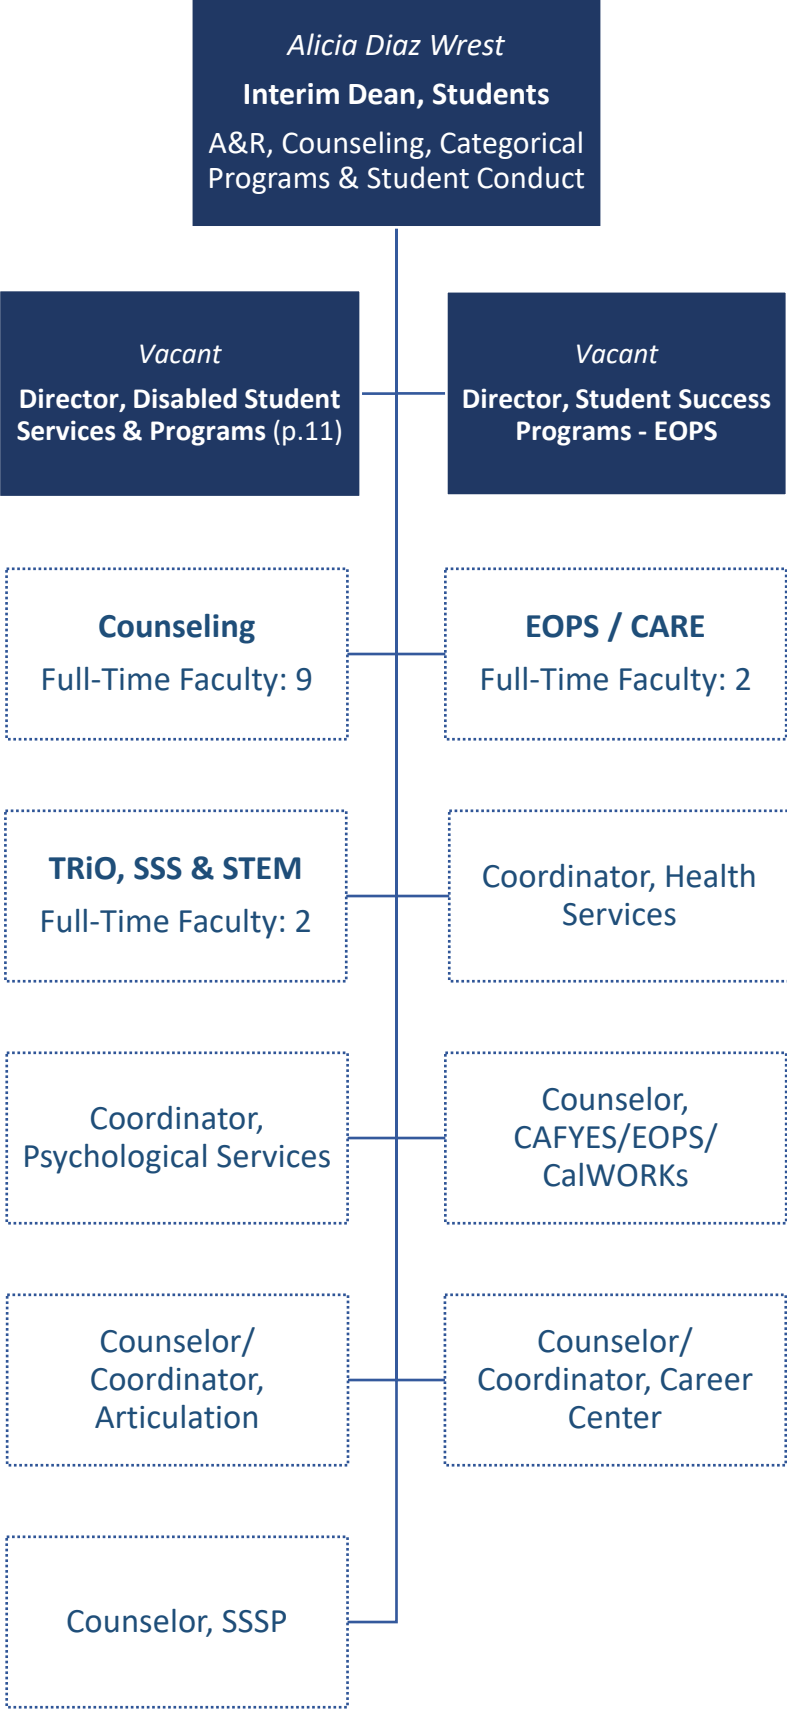 Alicia Diaz Wrest
Interim Dean, Students
A&R, Counseling, Categorical
Programs & Student Conduct
Vacant
Director, Disabled Student
Services & Programs (p.11)
Vacant
Director, Student Success
Programs - EOPS
Counseling
Full-Time Faculty: 9
EOPS / CARE
Full-Time Faculty: 2
TRiO, SSS & STEM
Full-Time Faculty: 2
Coordinator, Health
Services
Coordinator,
Psychological Services
Counselor,
CAFYES/EOPS/
CalWORKs
Counselor/
Coordinator,
Articulation
Counselor/
Coordinator, Career
Center
Counselor, SSSP